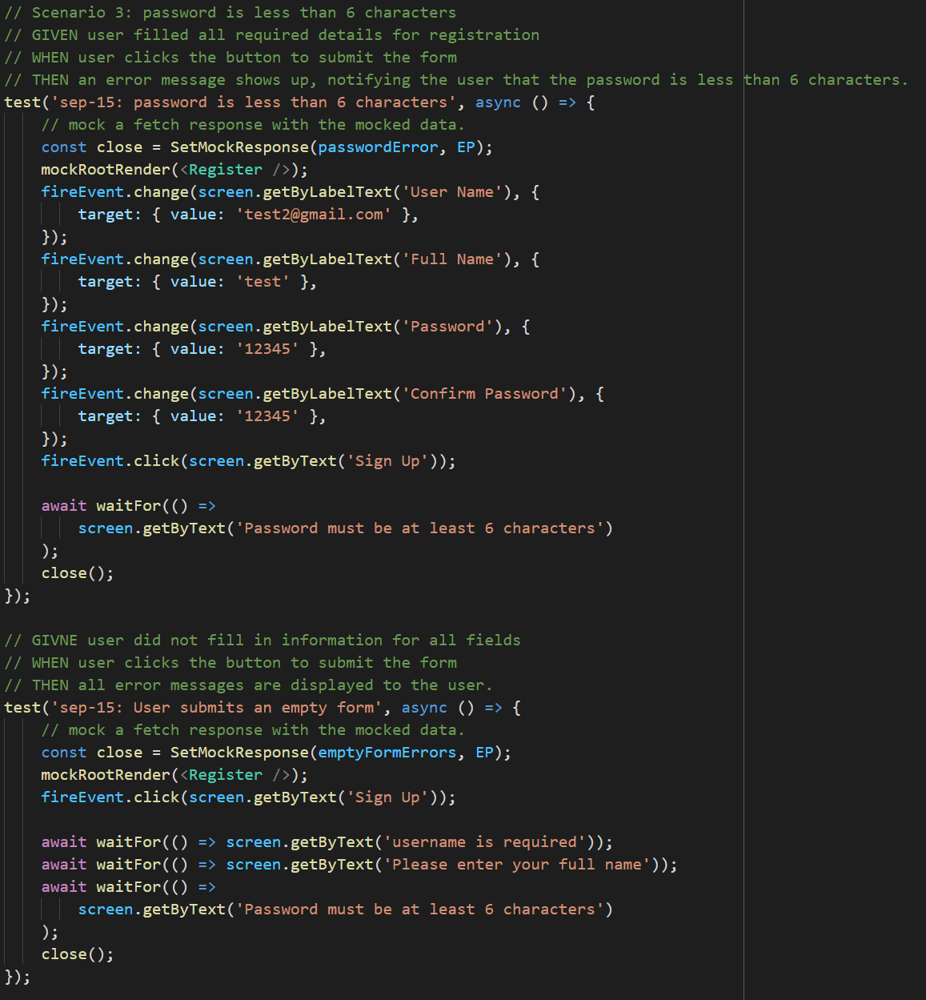 // Scenario 3: password is less than 6 characters
// GIVEN user filled all required details for registration
// WHEN user clicks the button to submit the form
// THEN an error message shows up, notifying the user that the password is less than 6 characters.
test('sep-15: password is less than 6 characters', async () => {
    // mock a fetch response with the mocked data.
    const close = SetMockResponse(passwordError, EP);
    mockRootRender(<Register />);
    fireEvent.change(screen.getByLabelText('User Name'), {
        target: { value: 'test2@gmail.com' },
    });
    fireEvent.change(screen.getByLabelText('Full Name'), {
        target: { value: 'test' },
    });
    fireEvent.change(screen.getByLabelText('Password'), {
        target: { value: '12345' },
    });
    fireEvent.change(screen.getByLabelText('Confirm Password'), {
        target: { value: '12345' },
    });
    fireEvent.click(screen.getByText('Sign Up'));

    await waitFor(() =>
        screen.getByText('Password must be at least 6 characters')
    );
    close();
});

// GIVNE user did not fill in information for all fields
// WHEN user clicks the button to submit the form
// THEN all error messages are displayed to the user.
test('sep-15: User submits an empty form', async () => {
    // mock a fetch response with the mocked data.
    const close = SetMockResponse(emptyFormErrors, EP);
    mockRootRender(<Register />);
    fireEvent.click(screen.getByText('Sign Up'));

    await waitFor(() => screen.getByText('username is required'));
    await waitFor(() => screen.getByText('Please enter your full name'));
    await waitFor(() =>
        screen.getByText('Password must be at least 6 characters')
    );
    close();
});